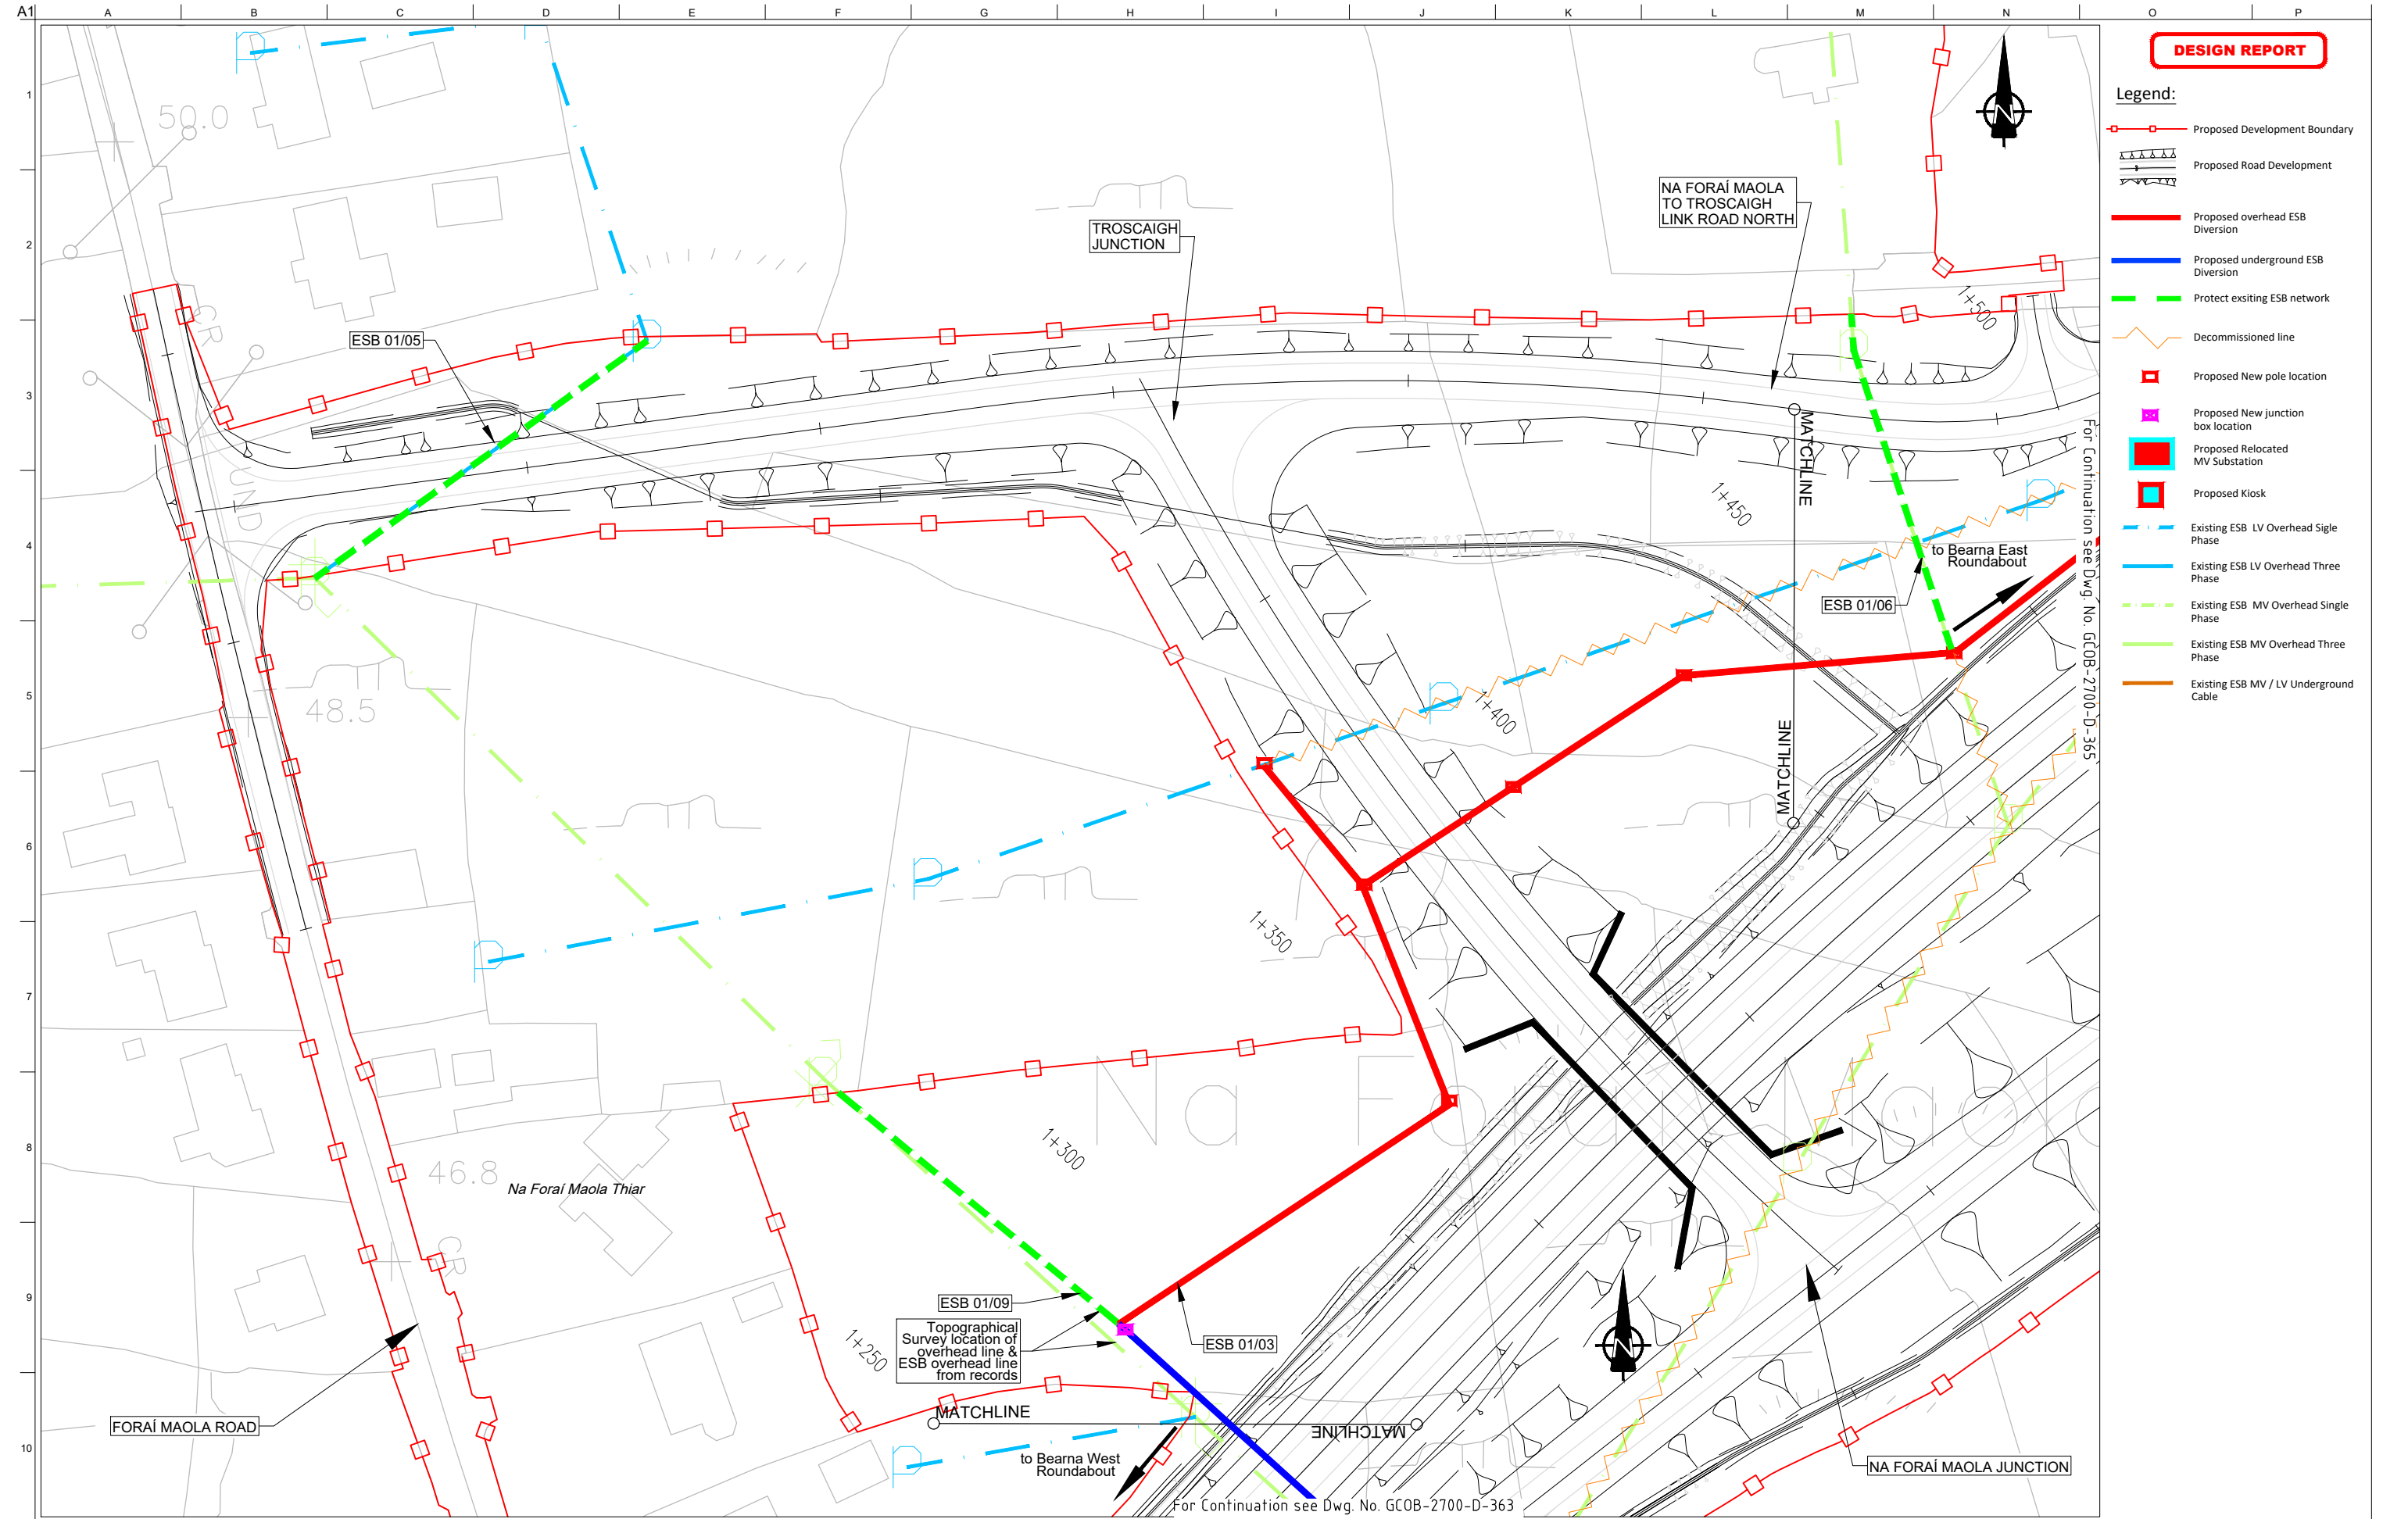 A1
A B C D E F G H I J K L M N O P
1
2
3
4
5
6
7
8
9
10
DESIGN REPORT
Legend:
Proposed Development Boundary
Proposed Road Development
Proposed overhead ESB
Diversion
Proposed underground ESB
Diversion
Protect exsiting ESB network
Decommissioned line
Proposed New pole location
Proposed New junction
box location
Proposed Relocated
MV Substation
Proposed Kiosk
Existing ESB LV Overhead Sigle
Phase
Existing ESB LV Overhead Three
Phase
Existing ESB MV Overhead Single
Phase
Existing ESB MV Overhead Three
Phase
Existing ESB MV / LV Underground
Cable
N
50.0
TROSCAIGH
JUNCTION
NA FORAÍ MAOLA
TO TROSCAIGH
LINK ROAD NORTH
1+500
ESB 01/05
CR
MATCHLINE
1+450
For Continuation see Dwg. No. GCOB-2700-D-365
to Bearna East
Roundabout
ESB 01/06
48.5
1+400
MATCHLINE
1+350
Na Foraí Maola
1+300
46.8
Na Foraí Maola Thiar
CR
ESB 01/09
Topographical
Survey location of
overhead line &
ESB overhead line
from records
ESB 01/03
N
1+250
FORAÍ MAOLA ROAD
MATCHLINE
MATCHLINE
to Bearna West
Roundabout
NA FORAÍ MAOLA JUNCTION
For Continuation see Dwg. No. GCOB-2700-D-363